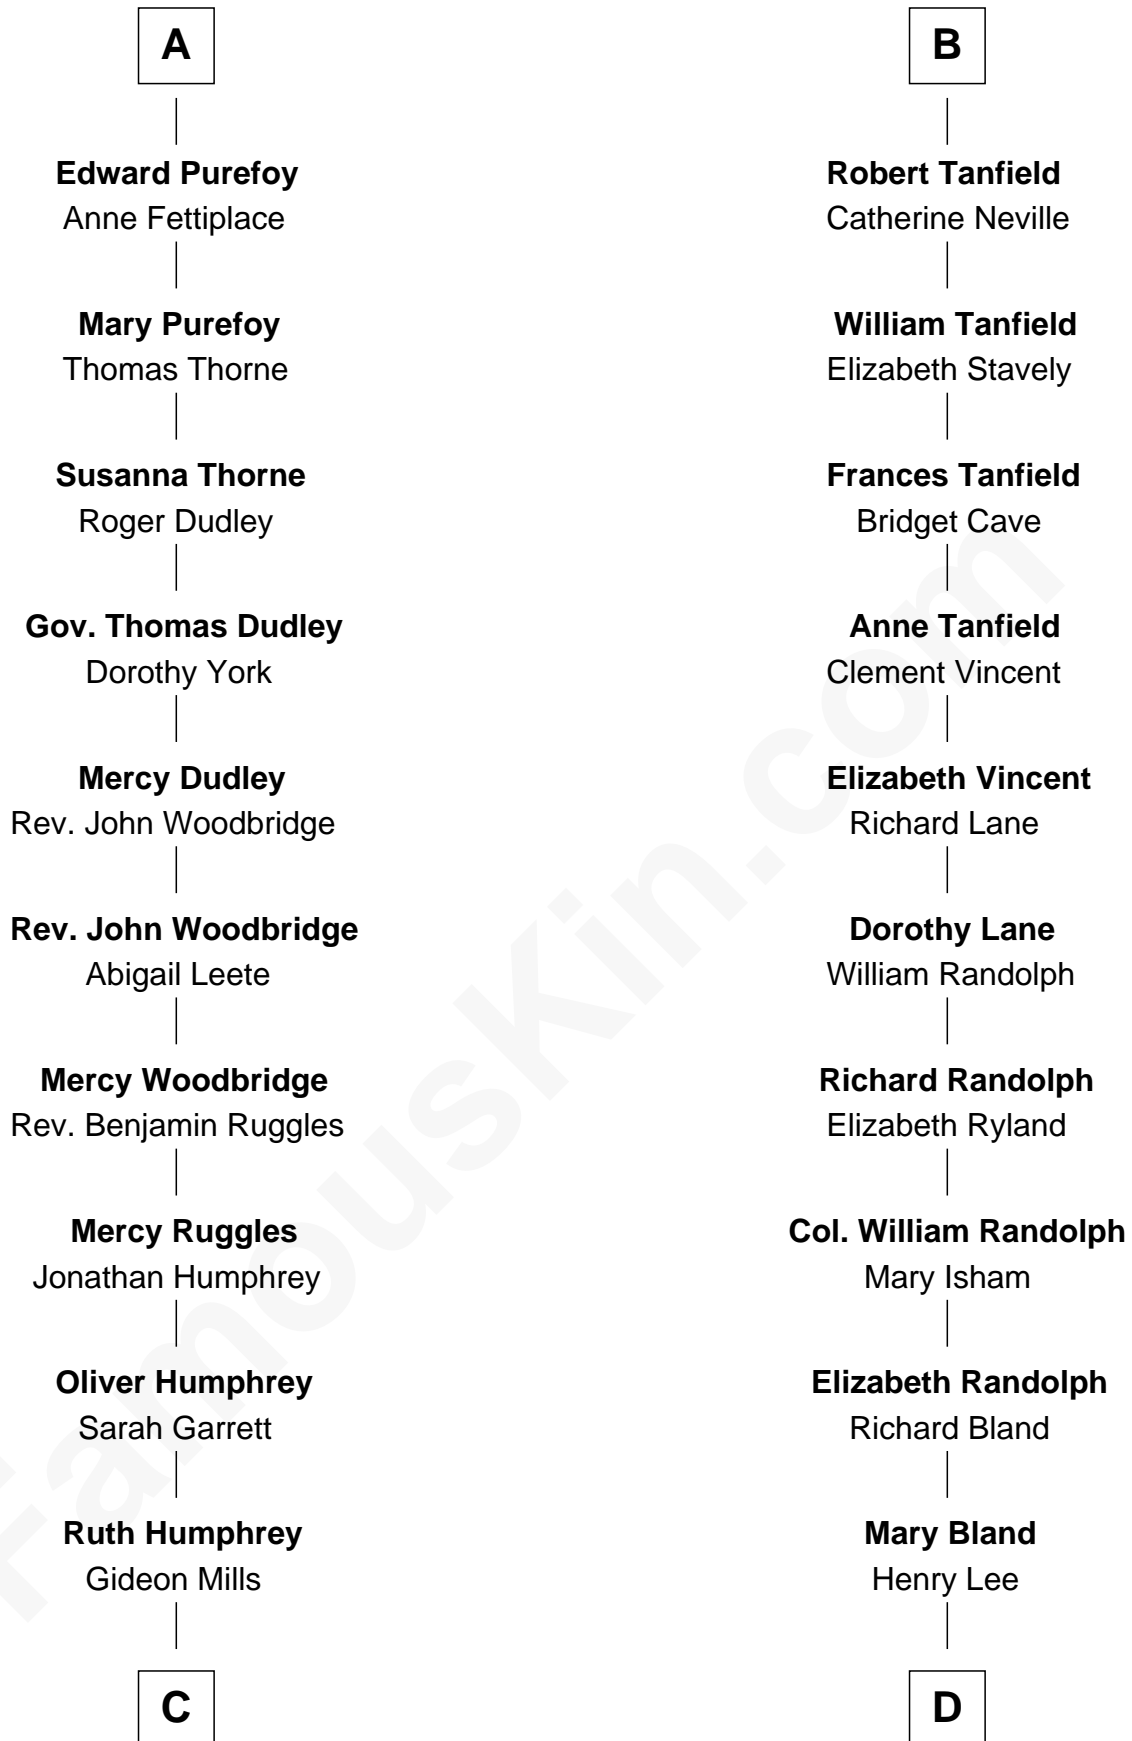 A
Edward Purefoy
Anne Fettiplace
Mary Purefoy
Thomas Thorne
Susanna Thorne
Roger Dudley
Gov. Thomas Dudley
Dorothy York
Mercy Dudley
Rev. John Woodbridge
Rev. John Woodbridge
Abigail Leete
Mercy Woodbridge
Rev. Benjamin Ruggles
Mercy Ruggles
Jonathan Humphrey
Oliver Humphrey
Sarah Garrett
Ruth Humphrey
Gideon Mills
C
B
Robert Tanfield
Catherine Neville
William Tanfield
Elizabeth Stavely
Frances Tanfield
Bridget Cave
Anne Tanfield
Clement Vincent
Elizabeth Vincent
Richard Lane
Dorothy Lane
William Randolph
Richard Randolph
Elizabeth Ryland
Col. William Randolph
Mary Isham
Elizabeth Randolph
Richard Bland
Mary Bland
Henry Lee
D
FamousKin.com